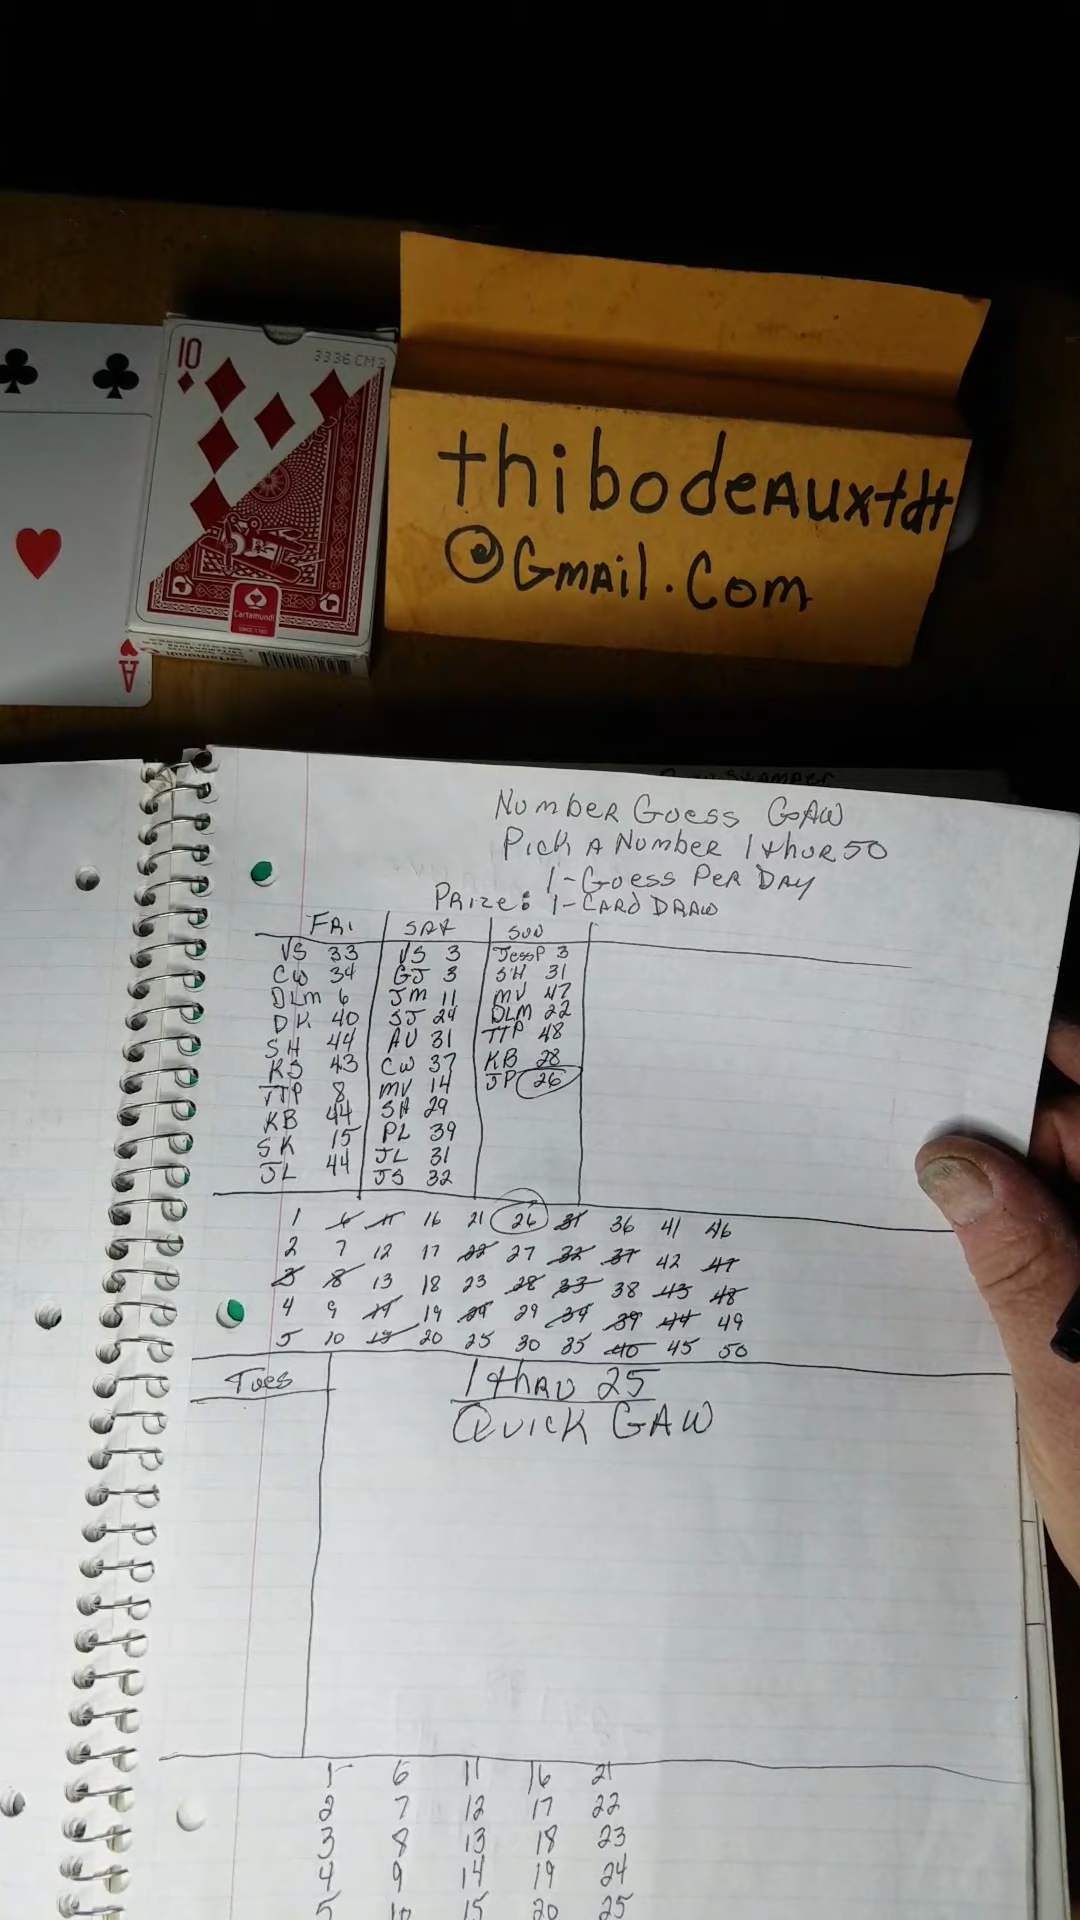 10
3336 CM3
Cartamundi
A
thibodeauxtdt
@Gmail.com
Number Guess GAW
Pick A Number 1 thur 50
1-Guess Per Day
Prize: 1-Card Draw
Fri Sat Sun
VS 33 VS 3 JessP 3
CW 34 GJ 3 SH 31
DLM 6 JM 11 MV 47
DK 40 SJ 24 DLM 22
SH 44 AU 31 TTP 48
KS 43 CW 37 KB 28
TTP 8 MV 14 JP 26
KB 44 SH 29
SK 15 PL 39
JL 44 JL 31
JS 32
1 6 11 16 21 26 31 36 41 46
2 7 12 17 22 27 32 37 42 47
3 8 13 18 23 28 33 38 43 48
4 9 14 19 24 29 34 39 44 49
5 10 15 20 25 30 35 40 45 50
Tues 1 thru 25
Quick GAW
1 6 11 16 21
2 7 12 17 22
3 8 13 18 23
4 9 14 19 24
5 10 15 20 25